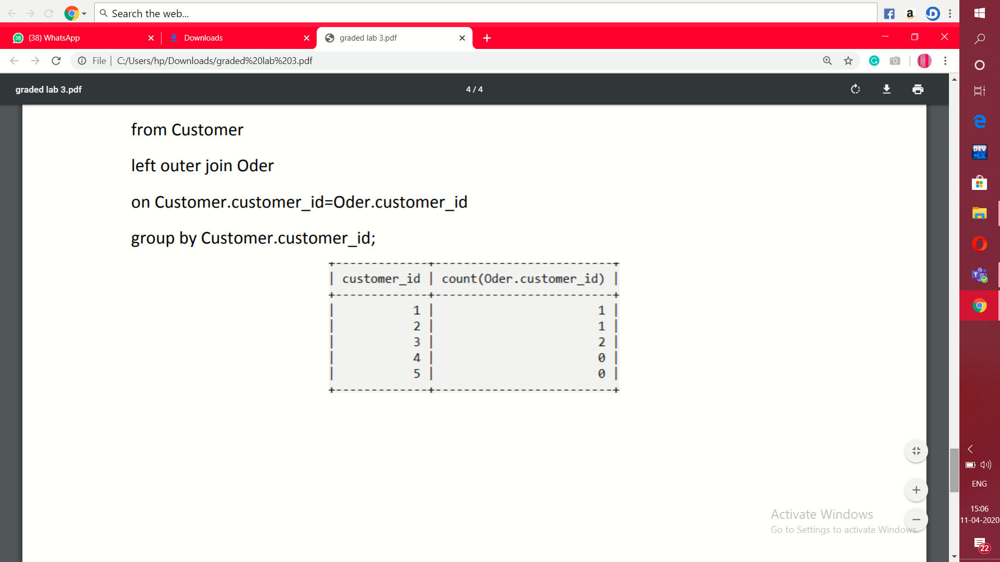 Search the web...
38 (38) WhatsApp
Downloads
graded lab 3.pdf
File
C:/Users/hp/Downloads/graded%20lab%203.pdf
graded lab 3.pdf
4 / 4
from Customer
left outer join Oder
on Customer.customer_id=Oder.customer_id
group by Customer.customer_id;
+-------------+-------------------------+
| customer_id | count(Oder.customer_id) |
+-------------+-------------------------+
| 1 | 1 |
| 2 | 1 |
| 3 | 2 |
| 4 | 0 |
| 5 | 0 |
+-------------+-------------------------+
Activate Windows
Go to Settings to activate Windows.
DEV
C++
T
ENG
15:06
11-04-2020
22